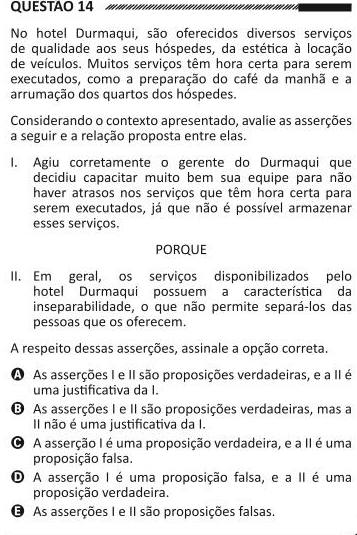 QUESTÃO 14
No hotel Durmaqui, são oferecidos diversos serviços
de qualidade aos seus hóspedes, da estética à locação
de veículos. Muitos serviços têm hora certa para serem
executados, como a preparação do café da manhã e a
arrumação dos quartos dos hóspedes.
Considerando o contexto apresentado, avalie as asserções
a seguir e a relação proposta entre elas.
I. Agiu corretamente o gerente do Durmaqui que
decidiu capacitar muito bem sua equipe para não
haver atrasos nos serviços que têm hora certa para
serem executados, já que não é possível armazenar
esses serviços.
PORQUE
II. Em geral, os serviços disponibilizados pelo
hotel Durmaqui possuem a característica da
inseparabilidade, o que não permite separá-los das
pessoas que os oferecem.
A respeito dessas asserções, assinale a opção correta.
A As asserções I e II são proposições verdadeiras, e a II é
uma justificativa da I.
B As asserções I e II são proposições verdadeiras, mas a
II não é uma justificativa da I.
C A asserção I é uma proposição verdadeira, e a II é uma
proposição falsa.
D A asserção I é uma proposição falsa, e a II é uma
proposição verdadeira.
E As asserções I e II são proposições falsas.